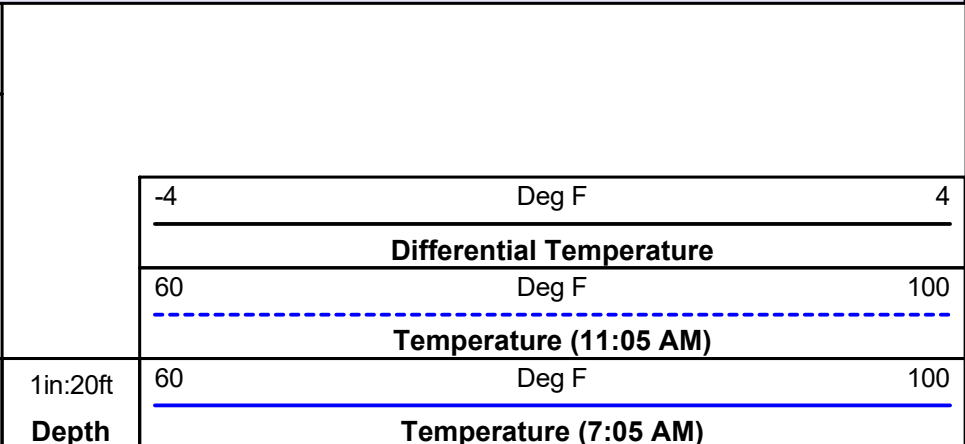 -4 Deg F 4
Differential Temperature
60 Deg F 100
Temperature (11:05 AM)
1in:20ft 60 Deg F 100
Depth Temperature (7:05 AM)